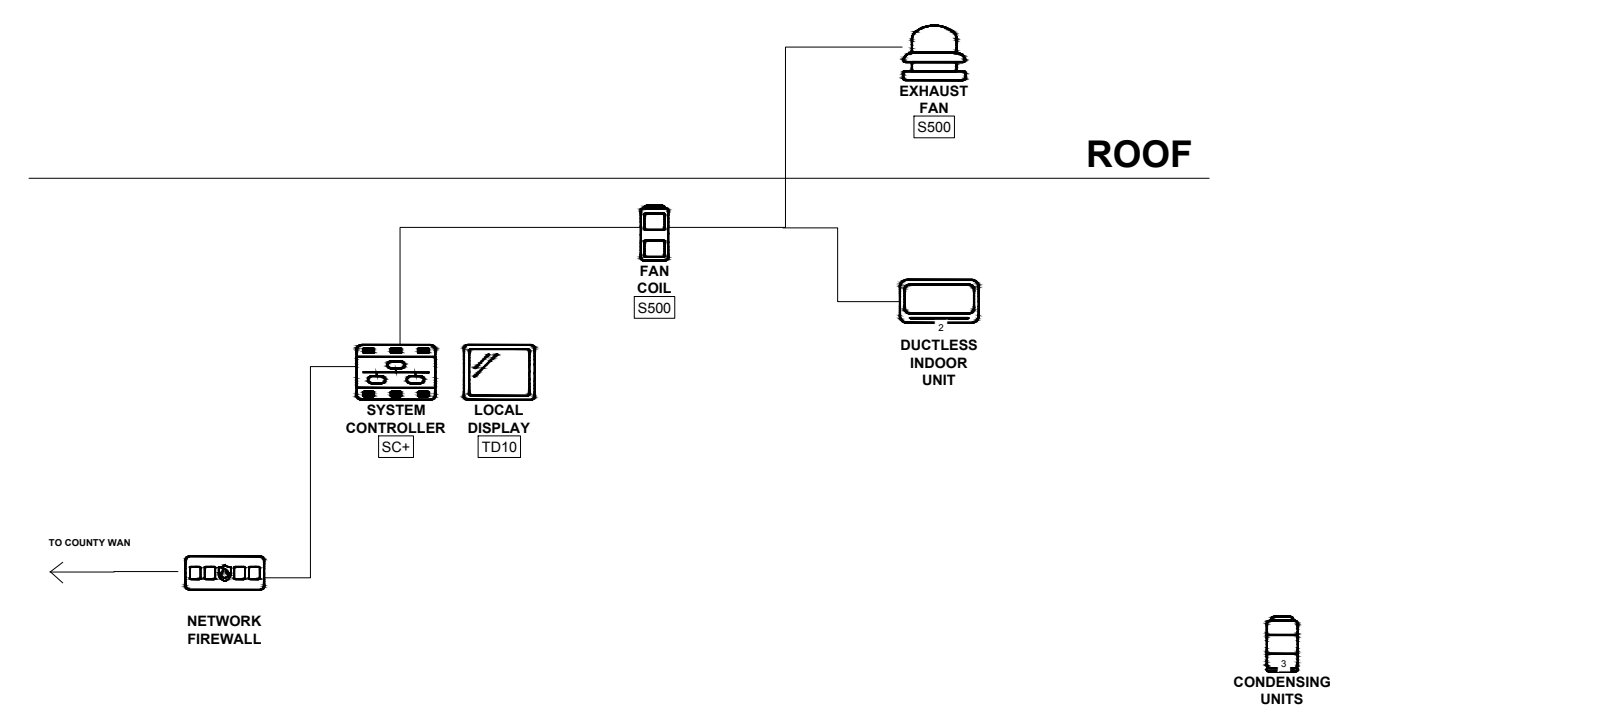 EXHAUST
FAN
S500
ROOF
FAN
COIL
S500
2
DUCTLESS
INDOOR
UNIT
SYSTEM
CONTROLLER
SC+
LOCAL
DISPLAY
TD10
TO COUNTY WAN
NETWORK
FIREWALL
3
CONDENSING
UNITS